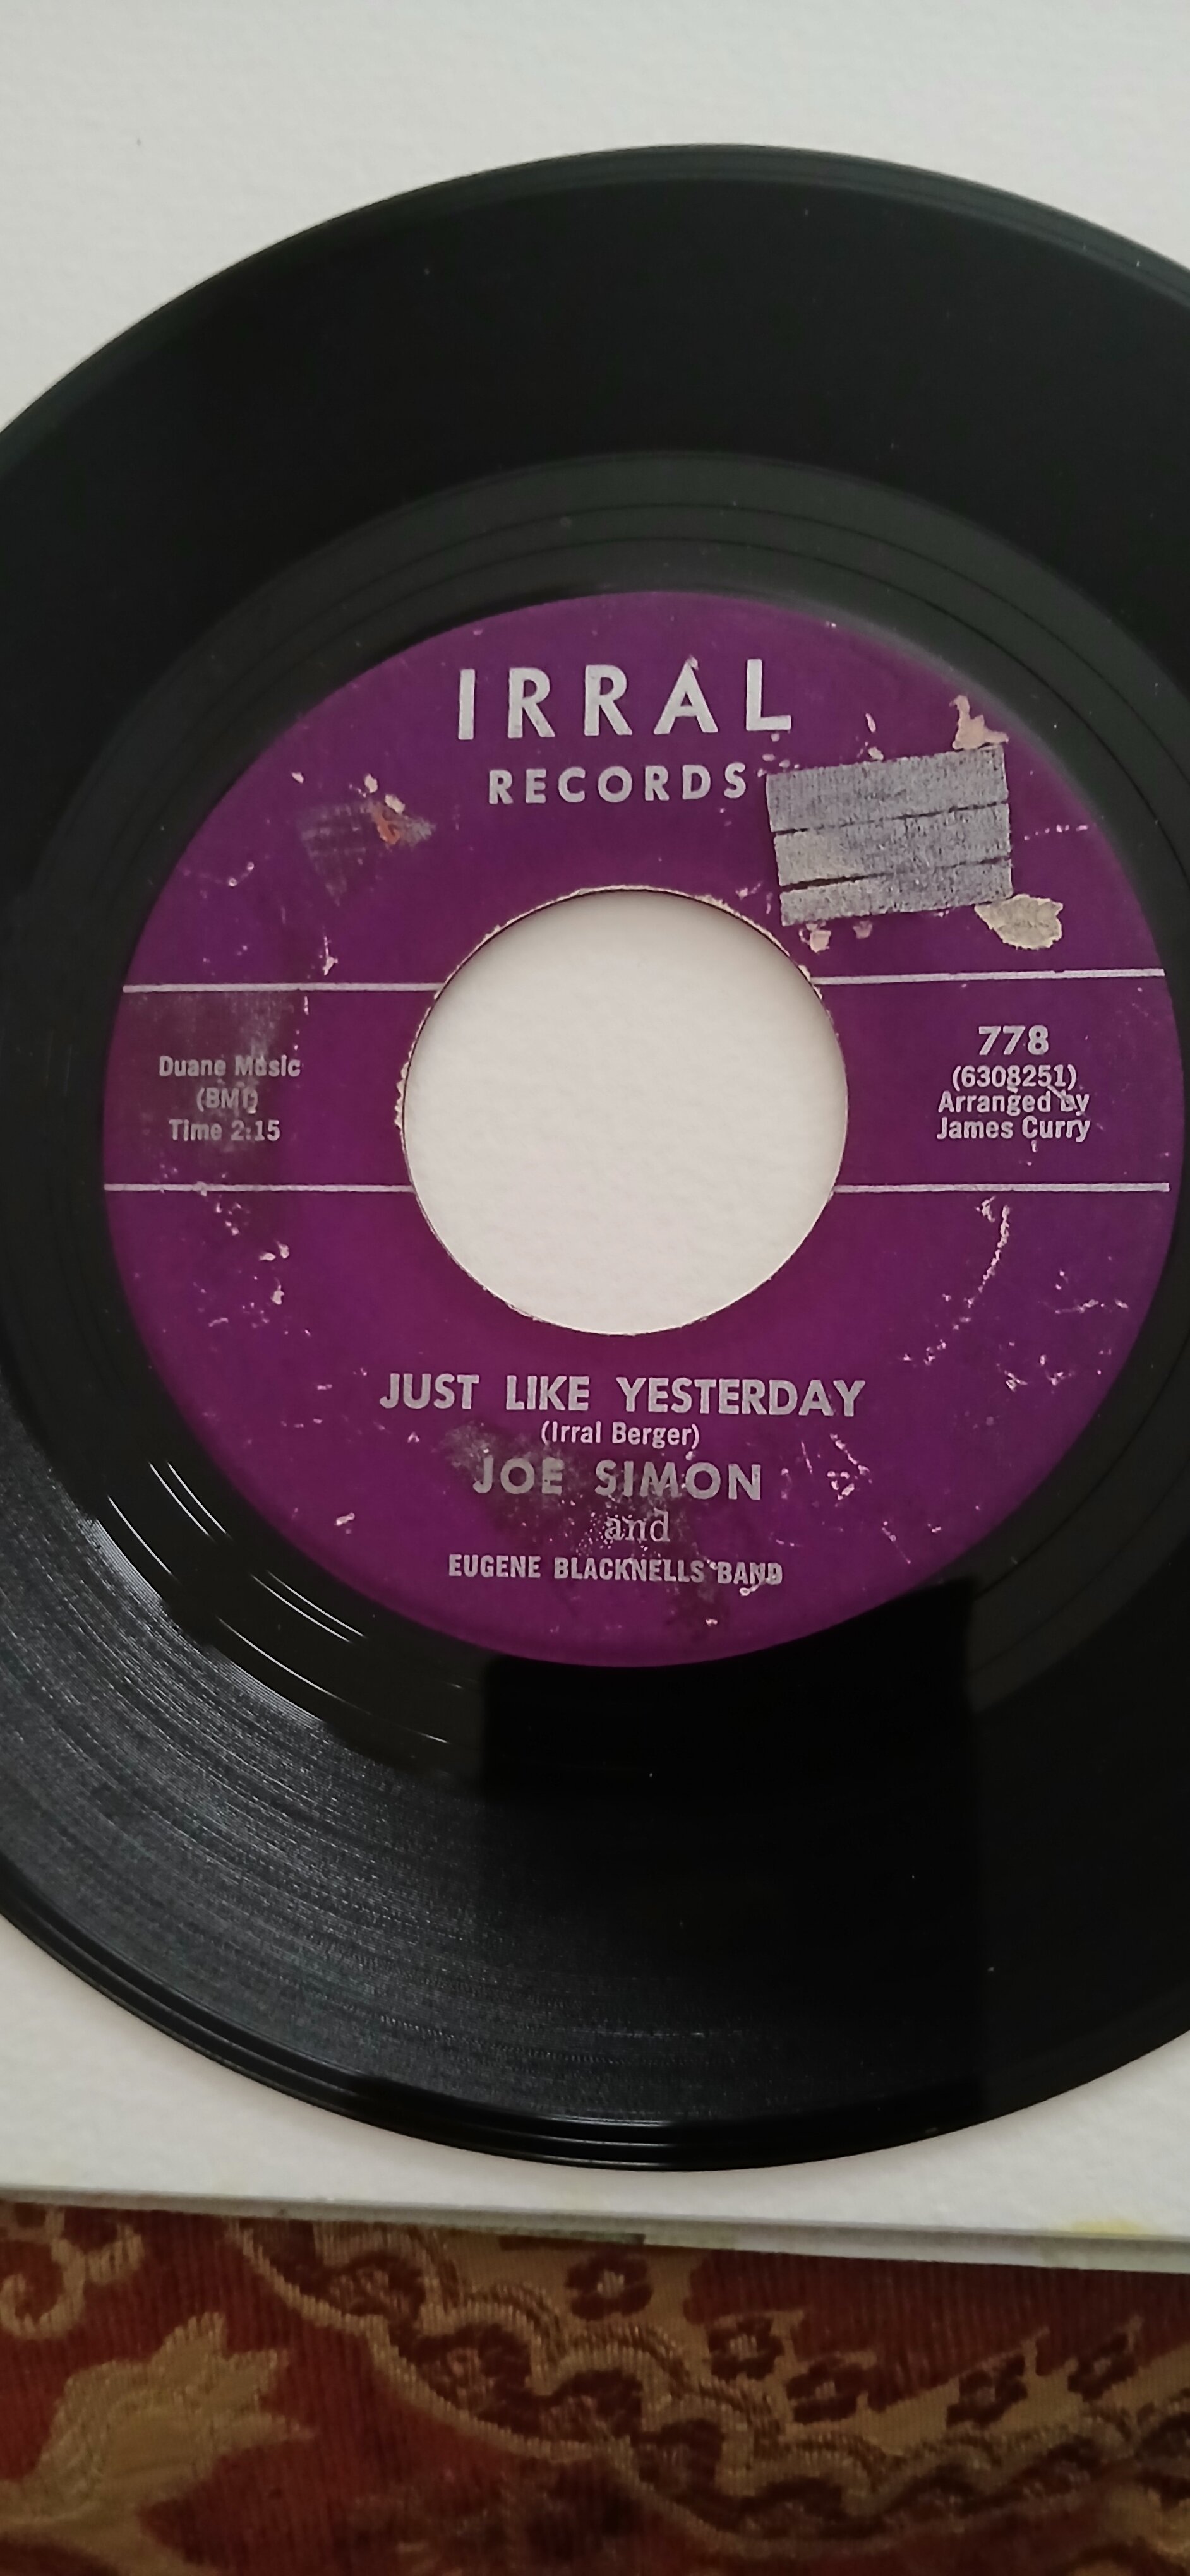 IRRAL
RECORDS
Duane Music
(BMI)
Time 2:15
778
(6308251)
Arranged by
James Curry
JUST LIKE YESTERDAY
(Irral Berger)
JOE SIMON
and
EUGENE BLACKNELLS BAND